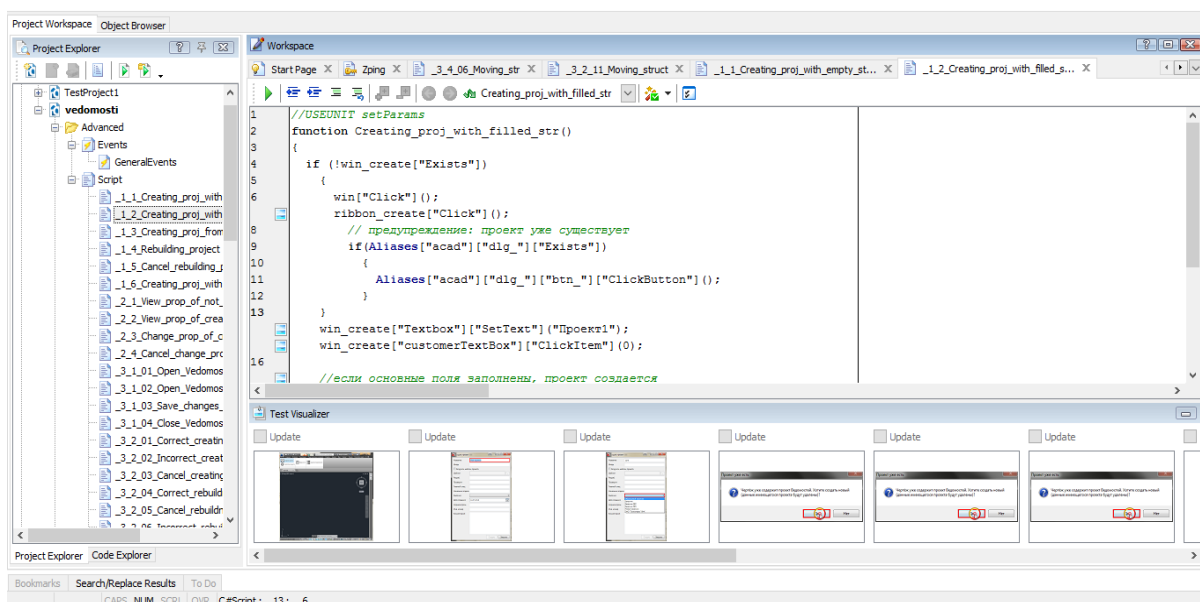 Project Workspace Object Browser
Project Explorer
TestProject1
vedomosti
Advanced
Events
GeneralEvents
Script
_1_1_Creating_proj_with
_1_2_Creating_proj_with
_1_3_Creating_proj_from
_1_4_Rebuilding_project
_1_5_Cancel_rebuilding_p
_1_6_Creating_proj_with
_2_1_View_prop_of_not_
_2_2_View_prop_of_crea
_2_3_Change_prop_of_c
_2_4_Cancel_change_pro
_3_1_01_Open_Vedomos
_3_1_02_Open_Vedomos
_3_1_03_Save_changes_
_3_1_04_Close_Vedomos
_3_2_01_Correct_creatin
_3_2_02_Incorrect_creat
_3_2_03_Cancel_creating
_3_2_04_Correct_rebuild
_3_2_05_Cancel_rebuildr
Project Explorer Code Explorer
Workspace
Start Page X Zping X _3_4_06_Moving_str X _3_2_11_Moving_struct X _1_1_Creating_proj_with_empty_st... X _1_2_Creating_proj_with_filled_s... X
Creating_proj_with_filled_str
1 //USEUNIT setParams
2 function Creating_proj_with_filled_str()
3 {
4 if (!win_create["Exists"])
5 {
6 win["Click"]();
ribbon_create["Click"]();
8 // предупреждение: проект уже существует
9 if(Aliases["acad"]["dlg_"]["Exists"])
10 {
11 Aliases["acad"]["dlg_"]["btn_"]["ClickButton"]();
12 }
13 }
win_create["Textbox"]["SetText"]("Проект1");
win_create["customerTextBox"]["ClickItem"](0);
16
//если основные поля заполнены, проект создается
Test Visualizer
Update Update Update Update Update Update
Bookmarks Search/Replace Results To Do
CAPS NUM SCRL OVR C#Script: 13: 6